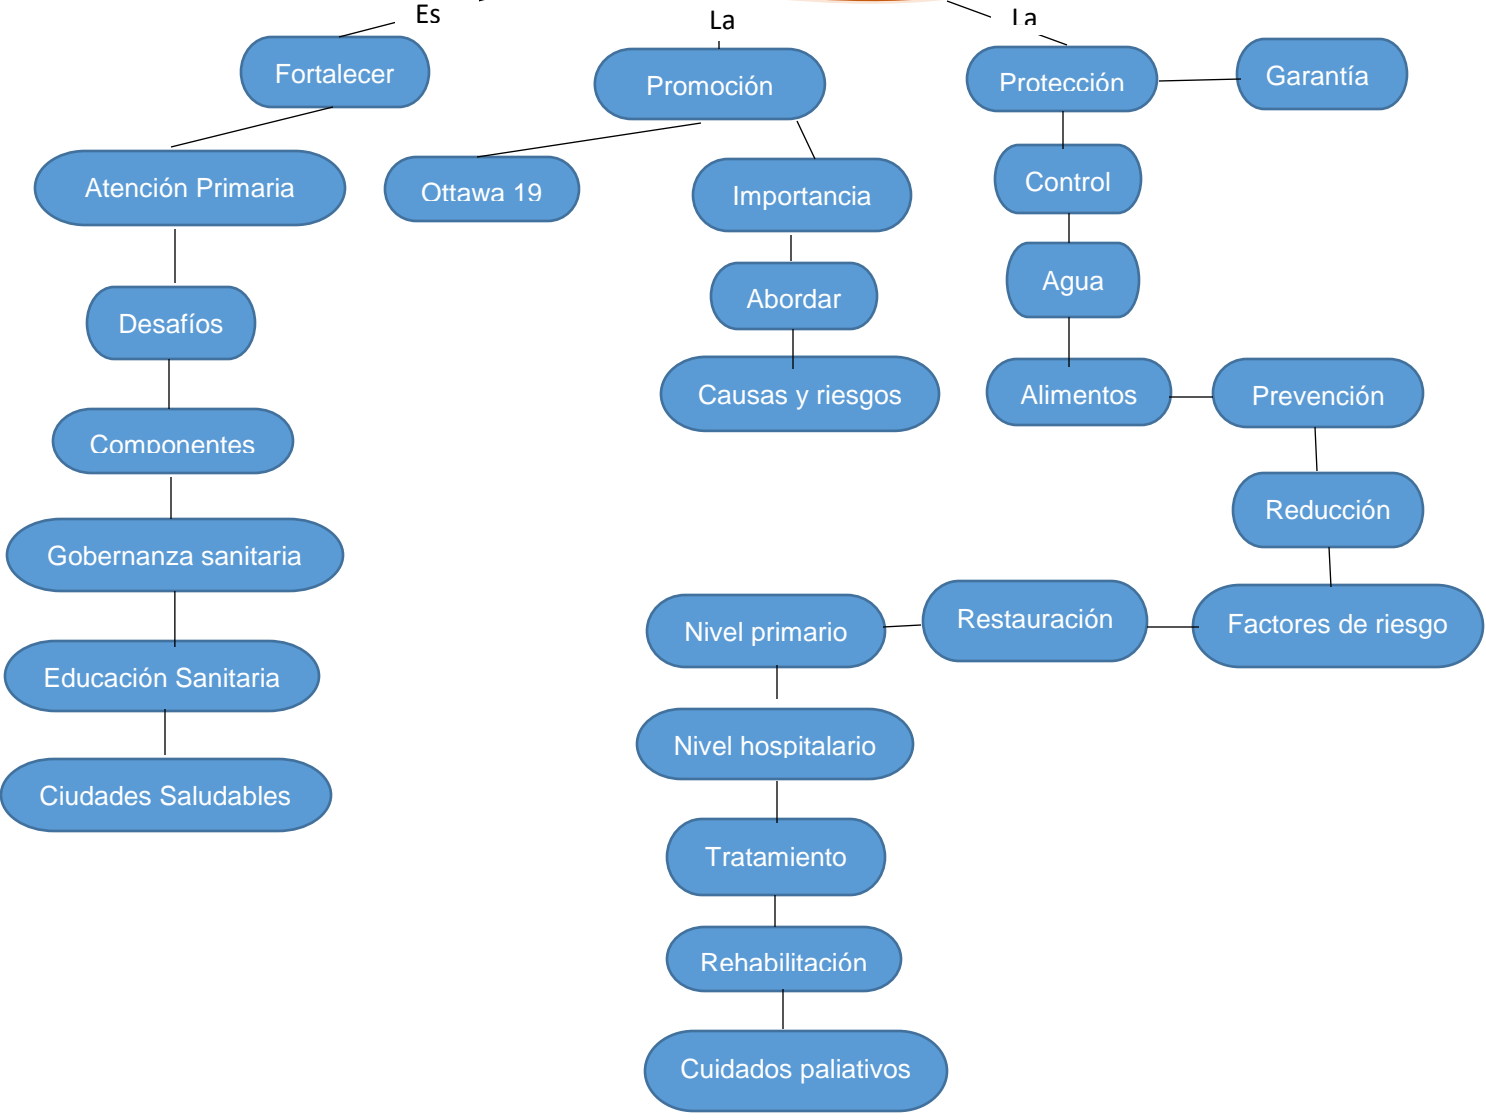 Es
La
La
Fortalecer
Promoción
Protección
Garantía
Atención Primaria
Ottawa 19
Importancia
Control
Desafíos
Abordar
Agua
Componentes
Causas y riesgos
Alimentos
Prevención
Gobernanza sanitaria
Reducción
Educación Sanitaria
Nivel primario
Restauración
Factores de riesgo
Ciudades Saludables
Nivel hospitalario
Tratamiento
Rehabilitación
Cuidados paliativos